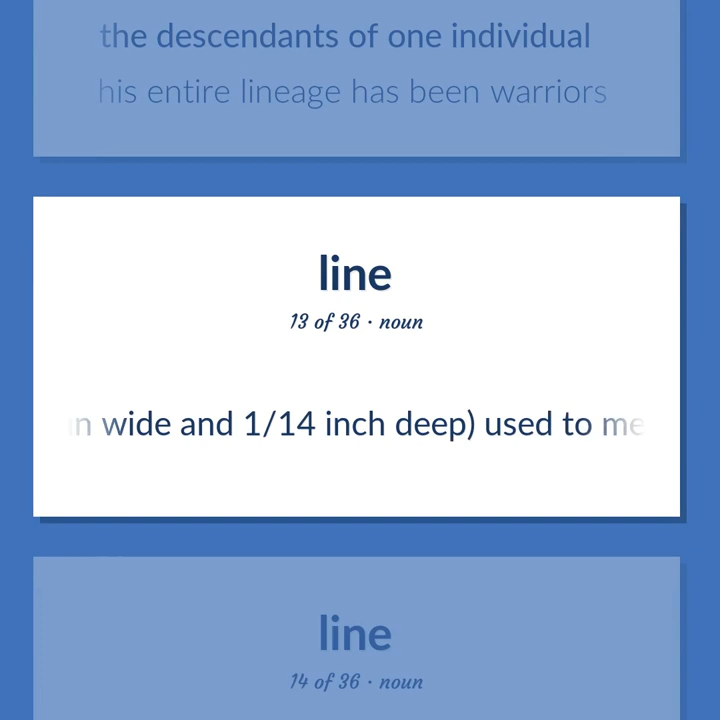 the descendants of one individual
his entire lineage has been warriors
line
13 of 36 · noun
wide and 1/14 inch deep) used to
line
14 of 36 · noun